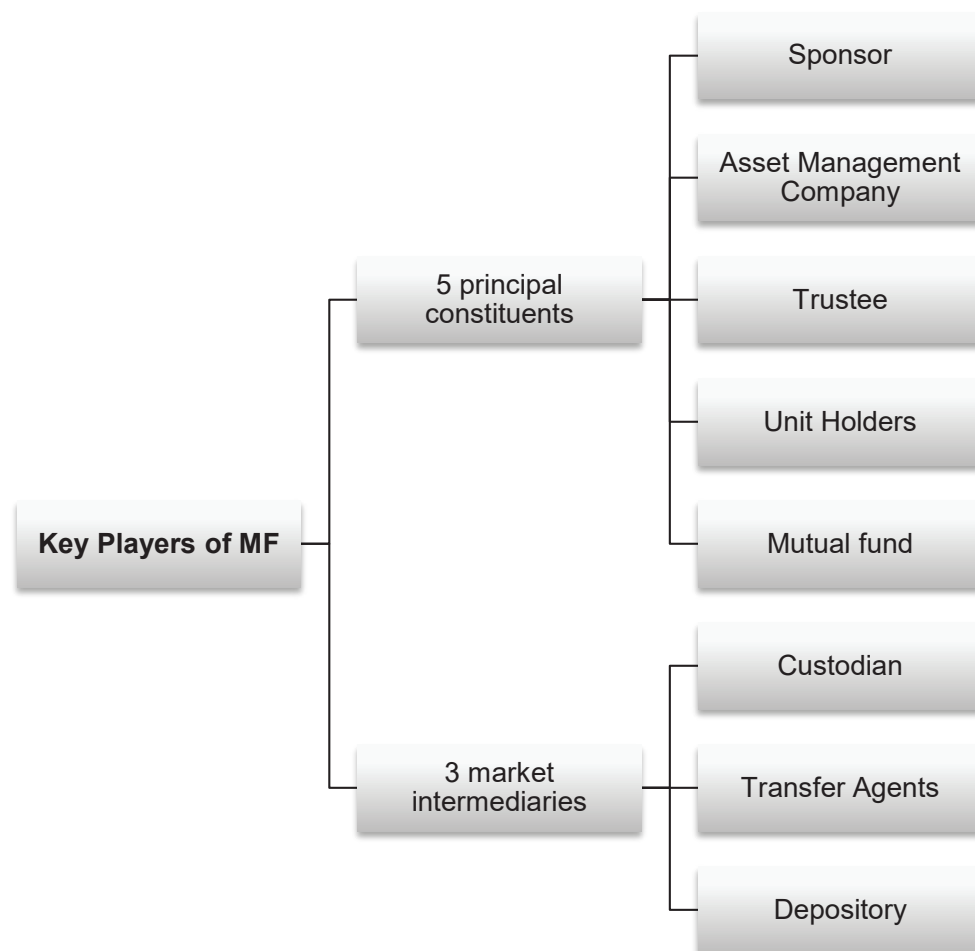 Key Players of MF
5 principal
constituents
Sponsor
Asset Management
Company
Trustee
Unit Holders
Mutual fund
3 market
intermediaries
Custodian
Transfer Agents
Depository